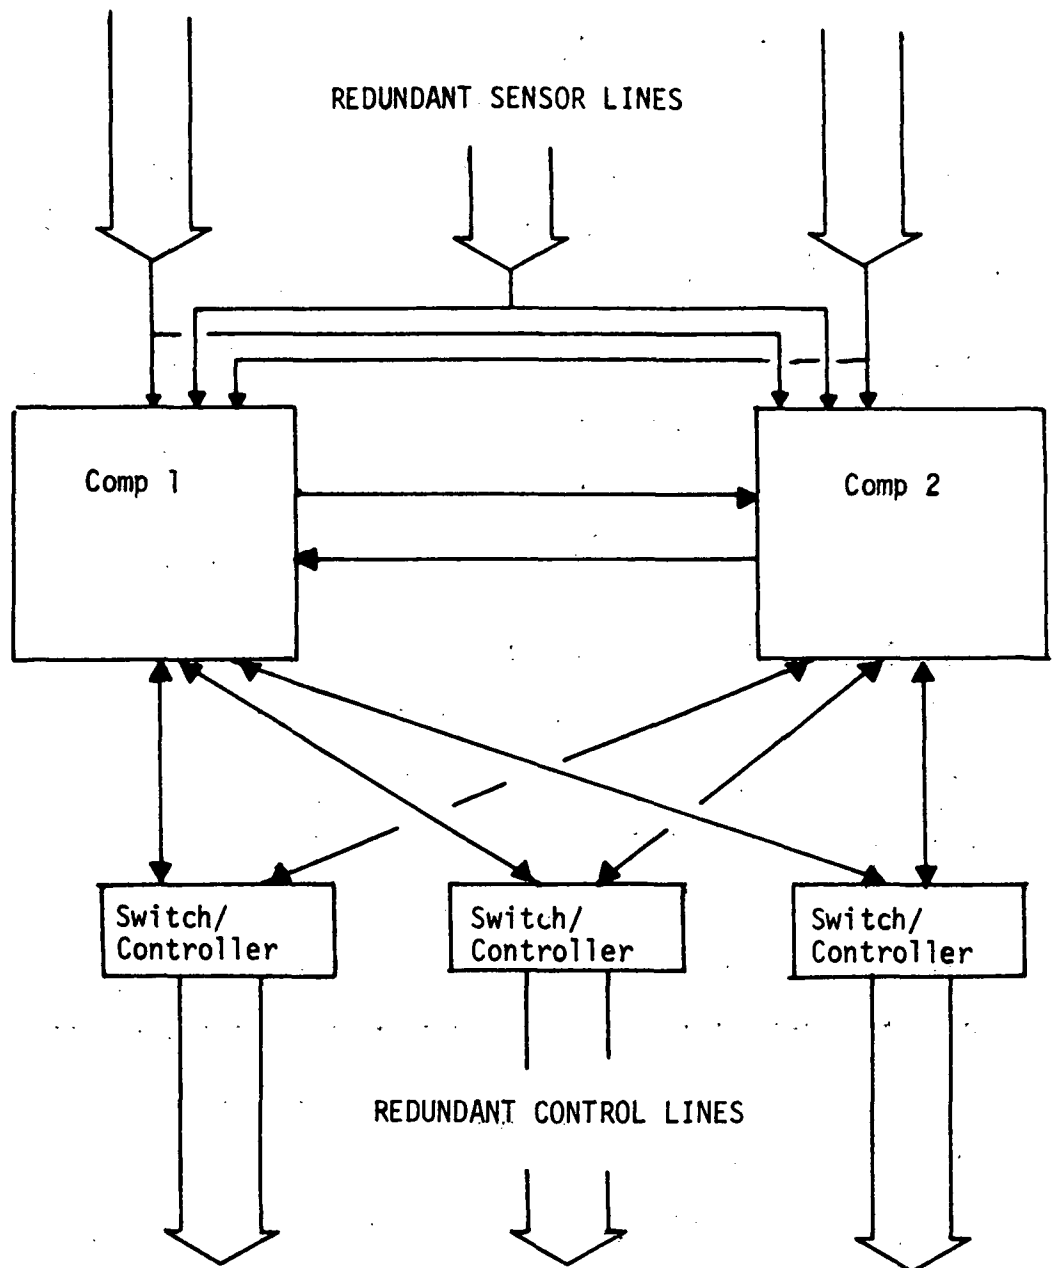 REDUNDANT SENSOR LINES
Comp 1
Comp 2
Switch/
Controller
Switch/
Controller
Switch/
Controller
REDUNDANT CONTROL LINES